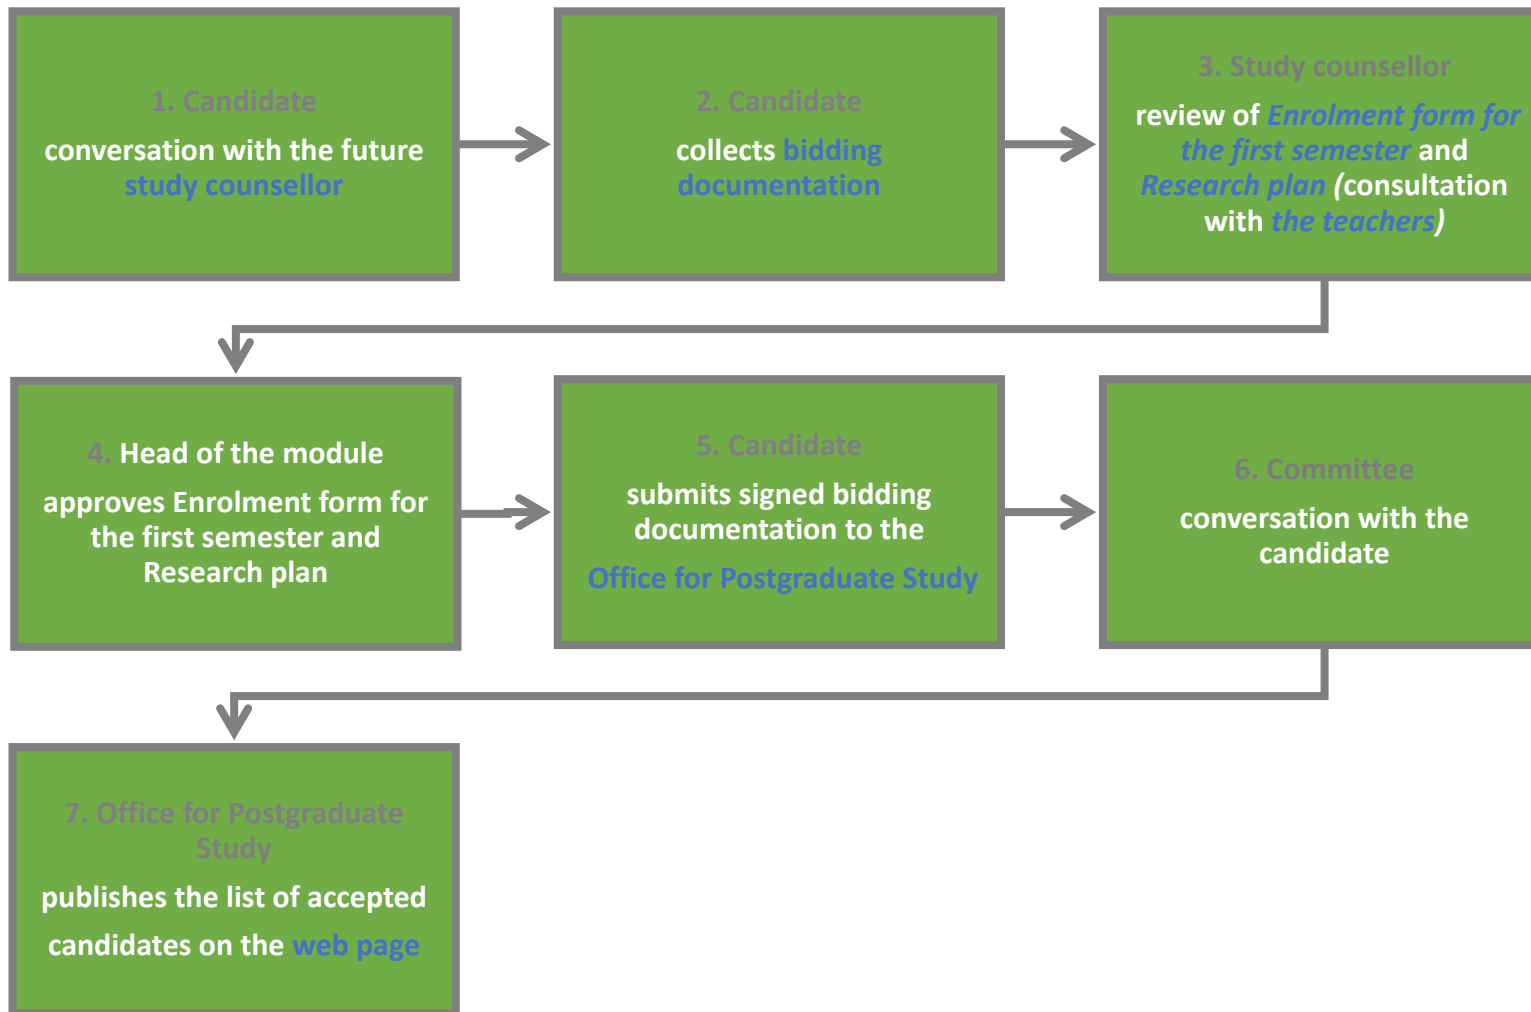 1. Candidate
conversation with the future
study counsellor
2. Candidate
collects bidding
documentation
3. Study counsellor
review of Enrolment form for
the first semester and
Research plan (consultation
with the teachers)
4. Head of the module
approves Enrolment form for
the first semester and
Research plan
5. Candidate
submits signed bidding
documentation to the
Office for Postgraduate Study
6. Committee
conversation with the
candidate
7. Office for Postgraduate
Study
publishes the list of accepted
candidates on the web page